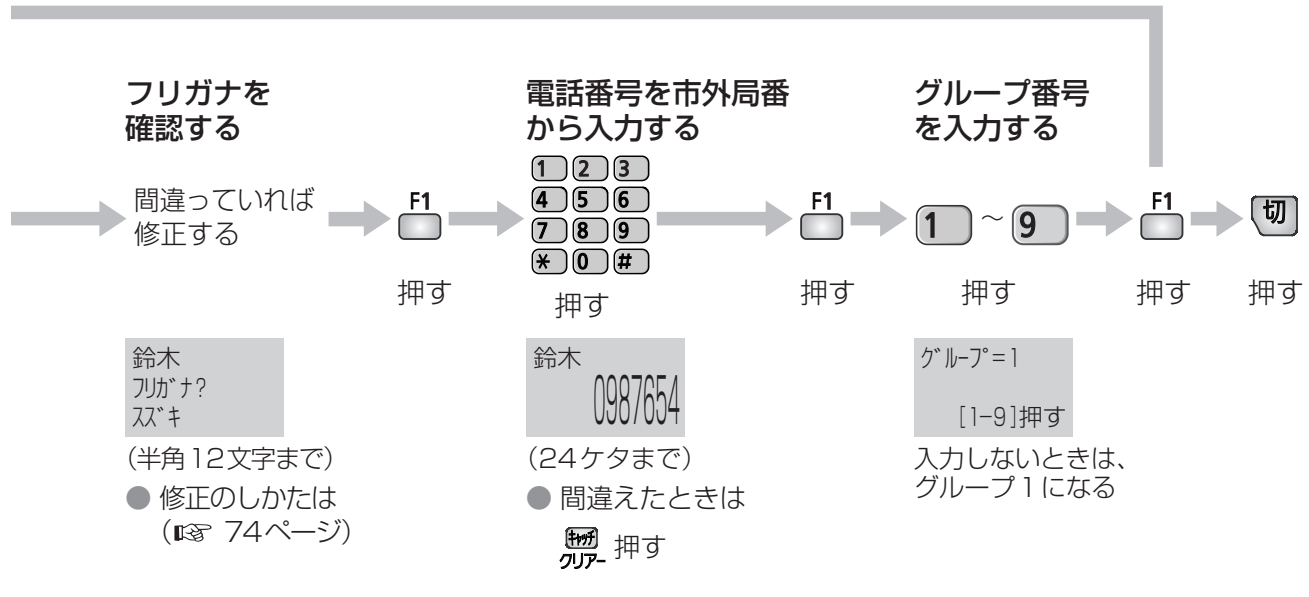 フリガナを
確認する
間違っていれば
修正する
F1
押す
鈴木
ﾌﾘｶﾞﾅ?
ｽｽﾞｷ
(半角12文字まで)
● 修正のしかたは
(☞ 74ページ)
電話番号を市外局番
から入力する
1 2 3
4 5 6
7 8 9
* 0 #
押す
鈴木
0987654
(24ケタまで)
● 間違えたときは
キャッチ
クリアー 押す
F1
押す
グループ番号
を入力する
1 ~ 9
押す
ｸﾞﾙｰﾌﾟ=1
[1-9]押す
入力しないときは、
グループ1になる
F1
押す
切
押す